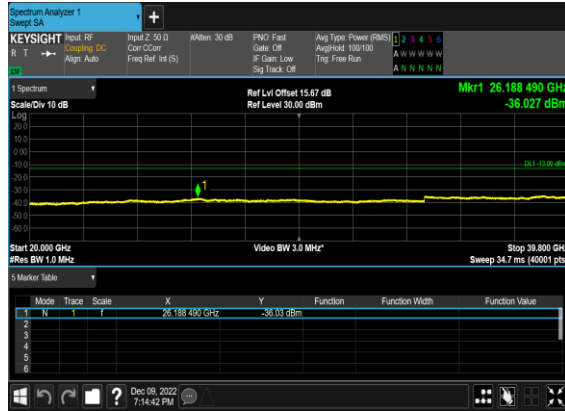 Spectrum Analyzer 1
Swept SA
+
KEYSIGHT Input: RF Input Z: 50 Ω #Atten: 30 dB PNO: Fast Avg Type: Power (RMS) 1 2 3 4 5 6
R T Coupling: DC Corr CCorr Gate: Off Avg|Hold: 100/100 A W W W W W
Align: Auto Freq Ref: Int (S) IF Gain: Low Trig: Free Run
Sig Track: Off A N N N N N
1 Spectrum Ref Lvl Offset 15.67 dB Mkr1 26.188 490 GHz
Scale/Div 10 dB Ref Level 30.00 dBm -36.027 dBm
Log
20.0
10.0
0.00
-10.0 DL1 -13.00 dBm
-20.0
-30.0 1
-40.0
-50.0
-60.0
Start 20.000 GHz Video BW 3.0 MHz* Stop 39.800 GHz
#Res BW 1.0 MHz Sweep 34.7 ms (40001 pts)
5 Marker Table
Mode Trace Scale X Y Function Function Width Function Value
1 N 1 f 26.188 490 GHz -36.03 dBm
2
3
4
5
6
? Dec 09, 2022
7:14:42 PM